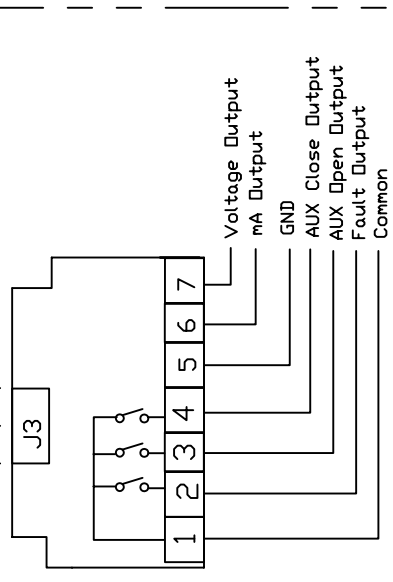 J3
1
2
3
4
5
6
7
Voltage Output
mA Output
GND
AUX Close Output
AUX Open Output
Fault Output
Common